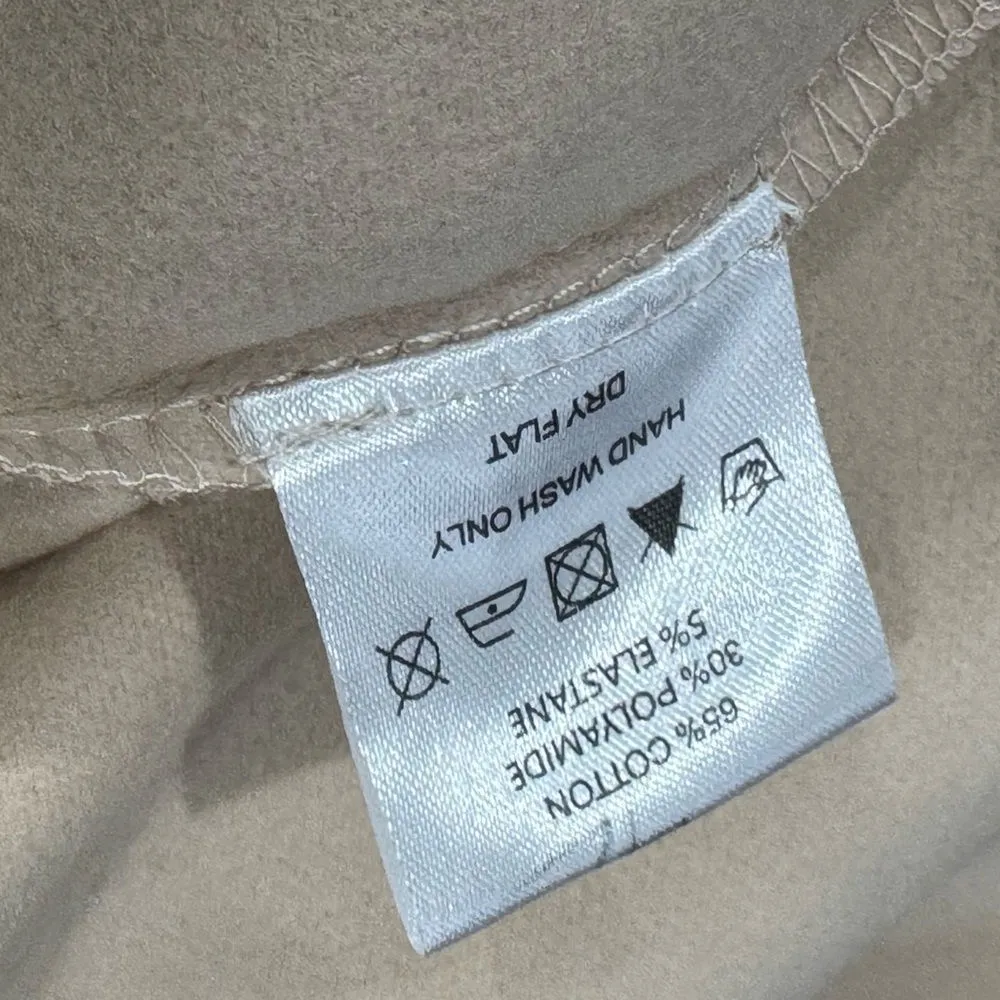 65% COTTON
30% POLYAMIDE
5% ELASTANE
HAND WASH ONLY
DRY FLAT